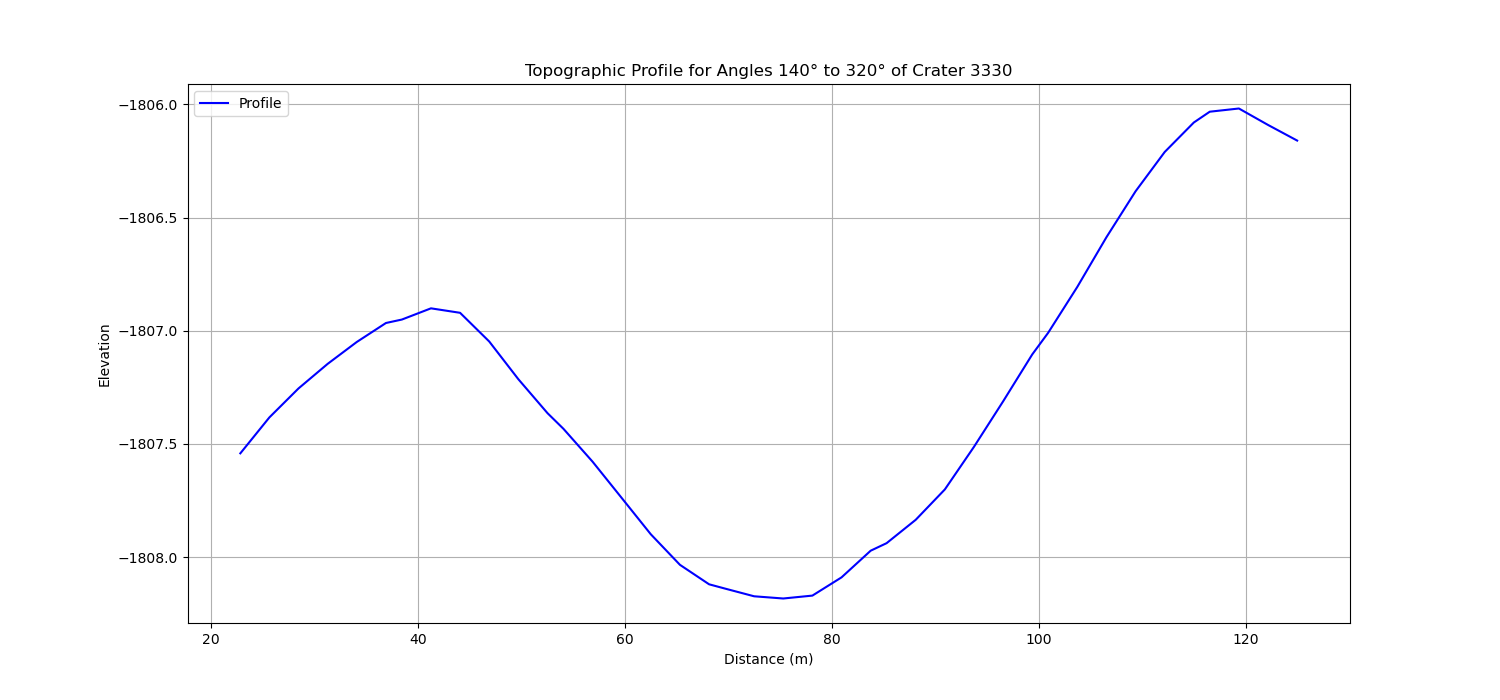 Topographic Profile for Angles 140° to 320° of Crater 3330
Profile
−1806.0
−1806.5
−1807.0
−1807.5
−1808.0
Elevation
20 40 60 80 100 120
Distance (m)